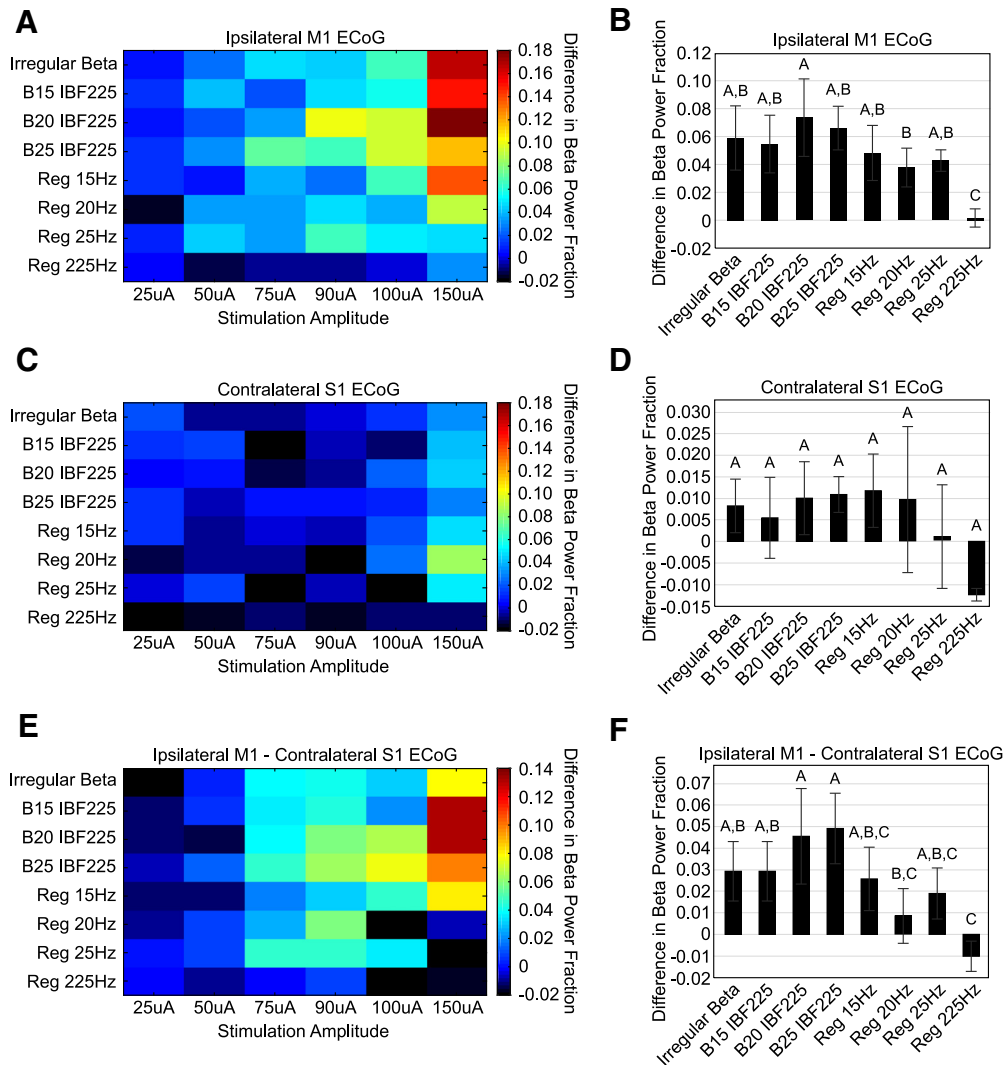 A
Ipsilateral M1 ECoG
Irregular Beta
B15 IBF225
B20 IBF225
B25 IBF225
Reg 15Hz
Reg 20Hz
Reg 25Hz
Reg 225Hz
25uA 50uA 75uA 90uA 100uA 150uA
Stimulation Amplitude
0.18
0.16
0.14
0.12
0.10
0.08
0.06
0.04
0.02
0
-0.02
Difference in Beta Power Fraction
B
Ipsilateral M1 ECoG
Difference in Beta Power Fraction
0.12
0.10
0.08
0.06
0.04
0.02
0
-0.02
A,B A,B A A,B A,B B A,B C
Irregular Beta
B15 IBF225
B20 IBF225
B25 IBF225
Reg 15Hz
Reg 20Hz
Reg 25Hz
Reg 225Hz
C
Contralateral S1 ECoG
Irregular Beta
B15 IBF225
B20 IBF225
B25 IBF225
Reg 15Hz
Reg 20Hz
Reg 25Hz
Reg 225Hz
25uA 50uA 75uA 90uA 100uA 150uA
Stimulation Amplitude
0.18
0.16
0.14
0.12
0.10
0.08
0.06
0.04
0.02
0
-0.02
Difference in Beta Power Fraction
D
Contralateral S1 ECoG
Difference in Beta Power Fraction
0.030
0.025
0.020
0.015
0.010
0.005
0
-0.005
-0.010
-0.015
A A A A A A A A
Irregular Beta
B15 IBF225
B20 IBF225
B25 IBF225
Reg 15Hz
Reg 20Hz
Reg 25Hz
Reg 225Hz
E
Ipsilateral M1 - Contralateral S1 ECoG
Irregular Beta
B15 IBF225
B20 IBF225
B25 IBF225
Reg 15Hz
Reg 20Hz
Reg 25Hz
Reg 225Hz
25uA 50uA 75uA 90uA 100uA 150uA
Stimulation Amplitude
0.14
0.12
0.10
0.08
0.06
0.04
0.02
0
-0.02
Difference in Beta Power Fraction
F
Ipsilateral M1 - Contralateral S1 ECoG
Difference in Beta Power Fraction
0.07
0.06
0.05
0.04
0.03
0.02
0.01
0
-0.01
-0.02
A,B A,B A A A,B,C B,C A,B,C C
Irregular Beta
B15 IBF225
B20 IBF225
B25 IBF225
Reg 15Hz
Reg 20Hz
Reg 25Hz
Reg 225Hz